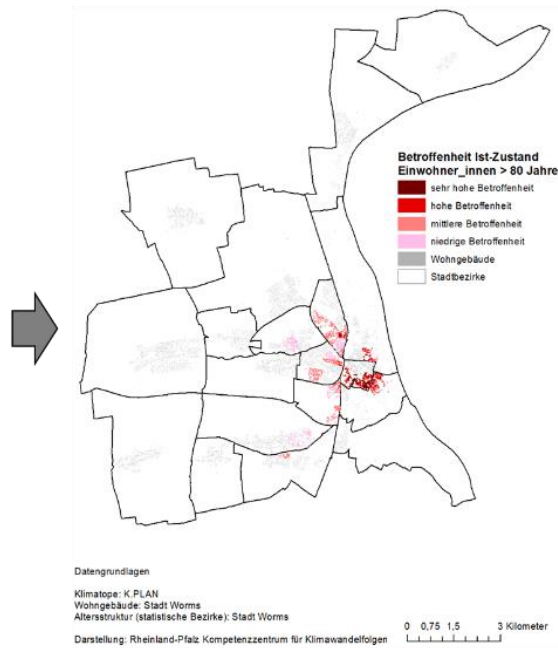 Betroffenheit Ist-Zustand
Einwohner_innen > 80 Jahre
sehr hohe Betroffenheit
hohe Betroffenheit
mittlere Betroffenheit
niedrige Betroffenheit
Wohngebäude
Stadtbezirke
Datengrundlagen
Klimatope: K.PLAN
Wohngebäude: Stadt Worms
Altersstruktur (statistische Bezirke): Stadt Worms
Darstellung: Rheinland-Pfalz Kompetenzzentrum für Klimawandelfolgen
0 0,75 1,5 3 Kilometer